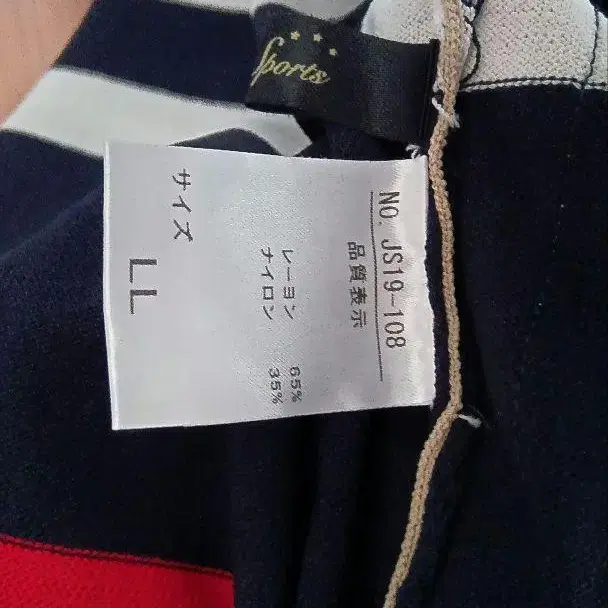 Sports
NO. JS19-108
品質表示
レーヨン 65%
ナイロン 35%
サイズ
LL